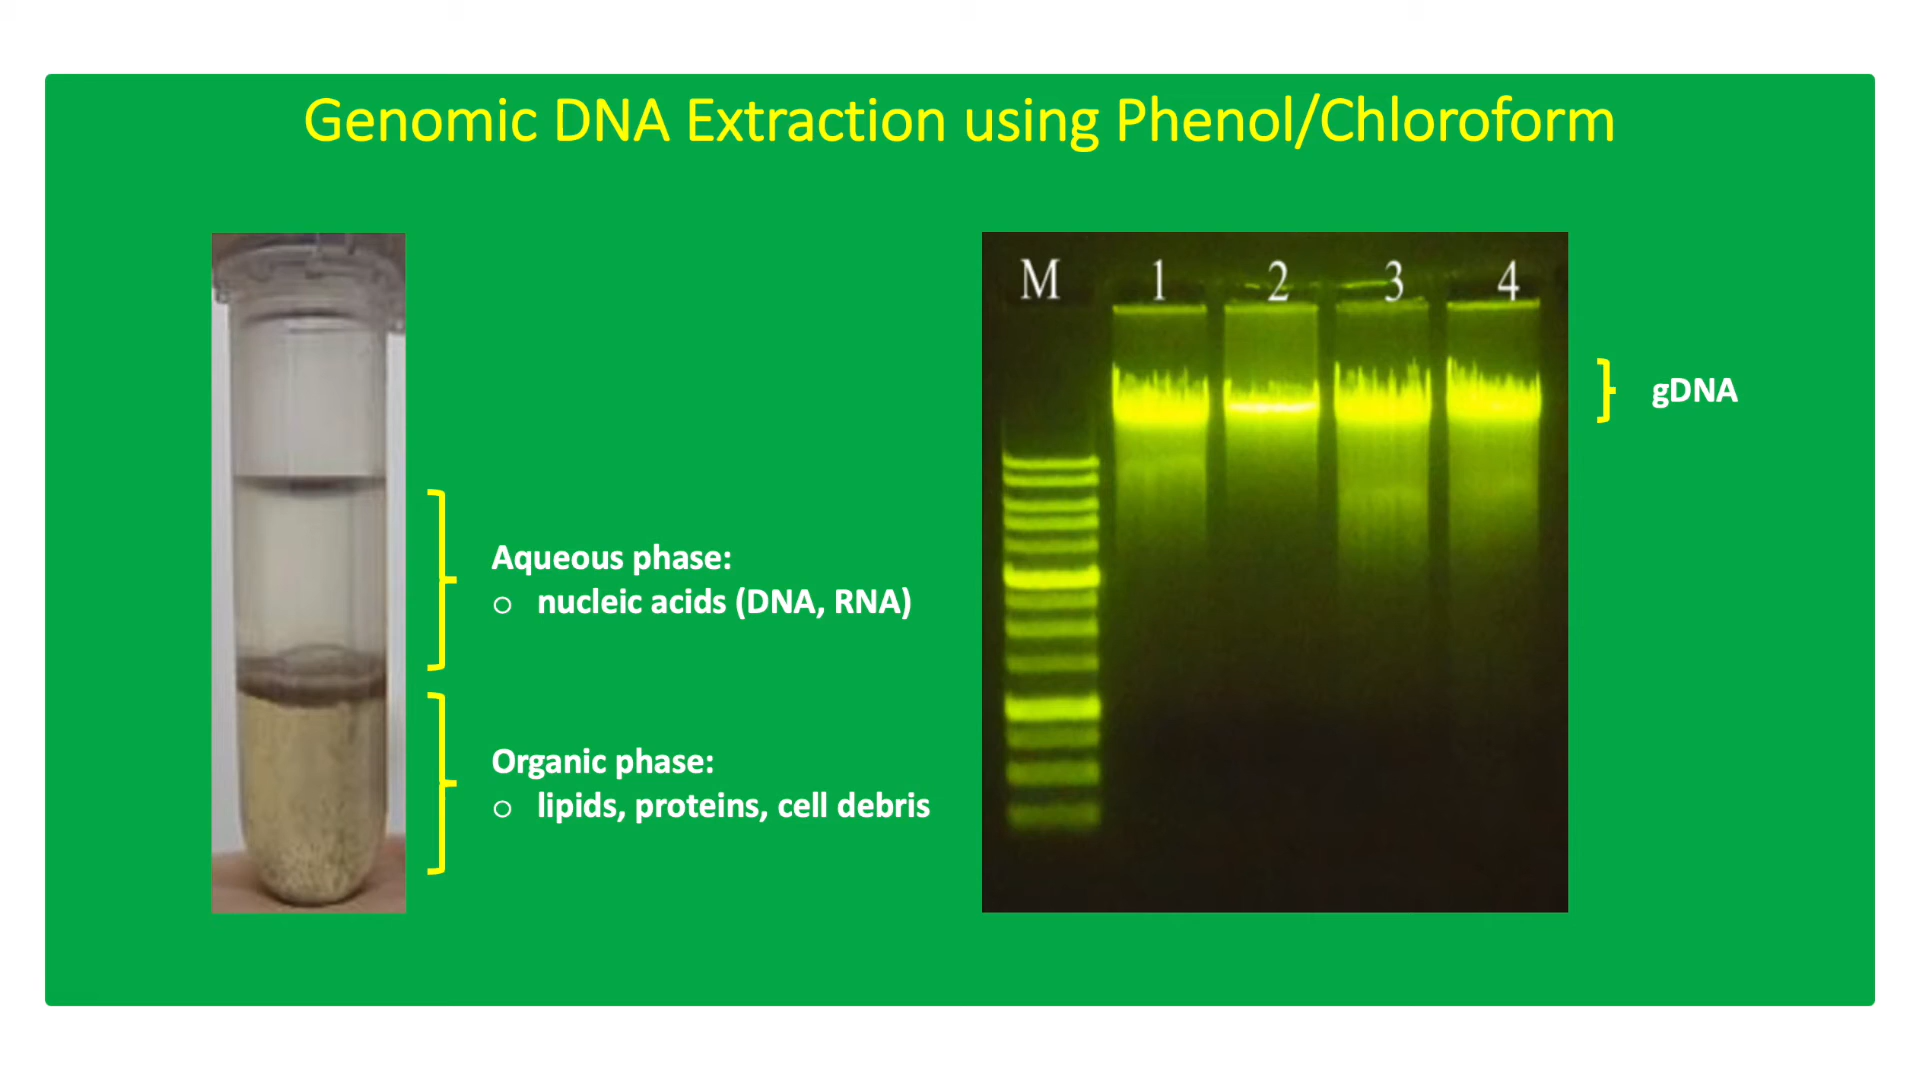 Genomic DNA Extraction using Phenol/Chloroform
M 1 2 3 4
gDNA
Aqueous phase:
o nucleic acids (DNA, RNA)
Organic phase:
o lipids, proteins, cell debris